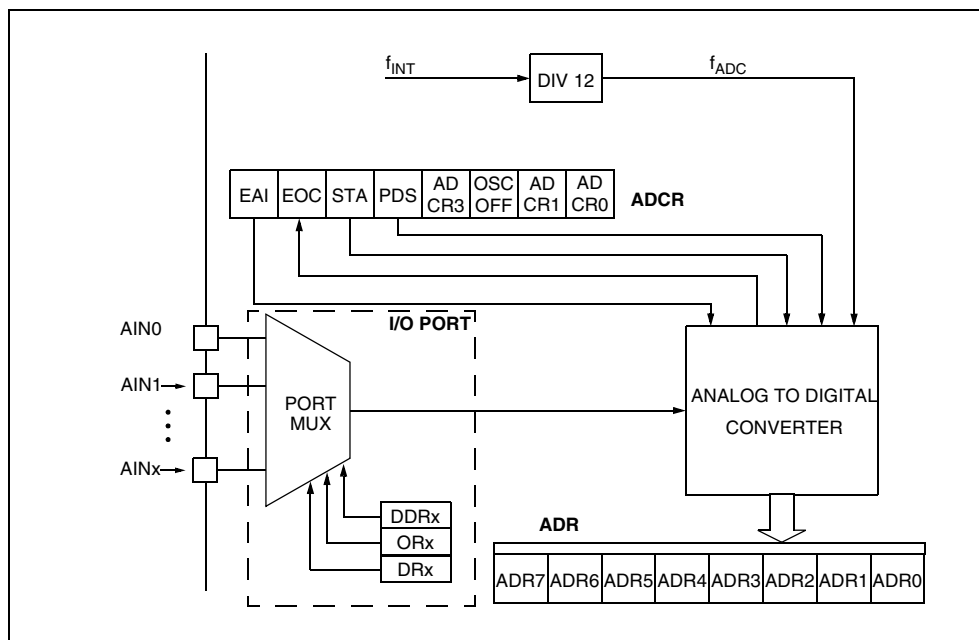 fINT
DIV 12
fADC
EAI EOC STA PDS AD CR3 OSC OFF AD CR1 AD CR0
ADCR
I/O PORT
AIN0
AIN1
AINx
PORT
MUX
ANALOG TO DIGITAL
CONVERTER
DDRx
ORx
DRx
ADR
ADR7 ADR6 ADR5 ADR4 ADR3 ADR2 ADR1 ADR0